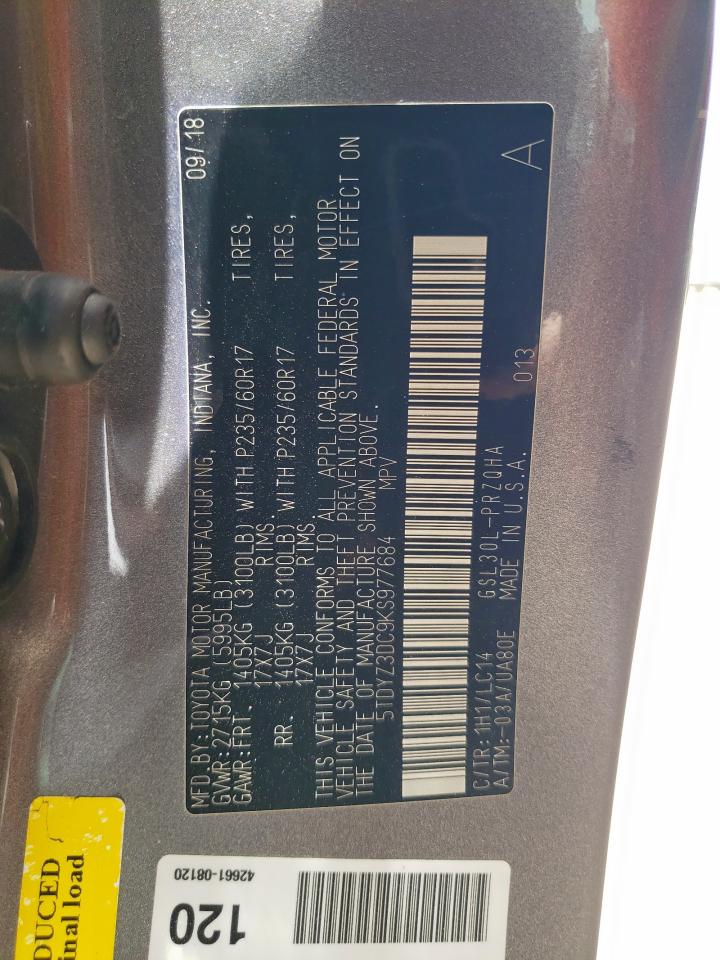 MFD.BY:TOYOTA MOTOR MANUFACTURING, INDIANA, INC. 09/18
GVWR:2715KG (5995LB)
GAWR:FRT. 1405KG (3100LB) WITH P235/60R17 TIRES,
17X7J RIMS.
RR. 1405KG (3100LB) WITH P235/60R17 TIRES,
17X7J RIMS.
THIS VEHICLE CONFORMS TO ALL APPLICABLE FEDERAL MOTOR
VEHICLE SAFETY AND THEFT PREVENTION STANDARDS IN EFFECT ON
THE DATE OF MANUFACTURE SHOWN ABOVE.
5TDYZ3DC9KS977684 MPV
C/TR:1H1/LC14 GSL30L-PRZQHA
A/TM:-03A/UA80E MADE IN U.S.A. 013
A
DUCED
inal load
120
42661-08120